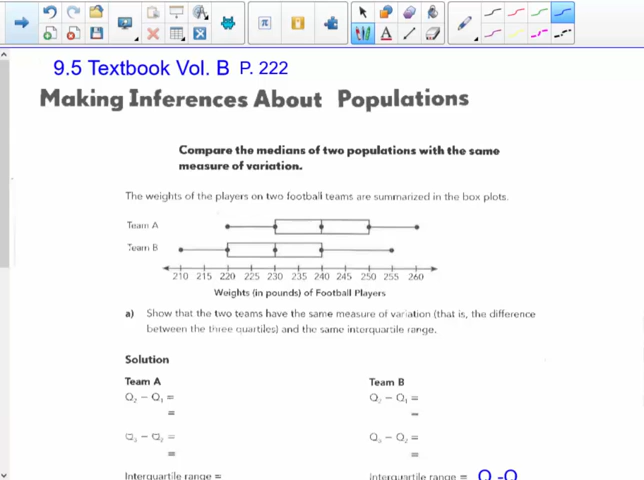 9.5 Textbook Vol. B P. 222
Making Inferences About Populations
Compare the medians of two populations with the same
measure of variation.
The weights of the players on two football teams are summarized in the box plots.
Team A
Team B
210 215 220 225 230 235 240 245 250 255 260
Weights (in pounds) of Football Players
a) Show that the two teams have the same measure of variation (that is, the difference
between the three quartiles) and the same interquartile range.
Solution
Team A Team B
Q₂ – Q₁ = Q₂ – Q₁ =
= =
Q₃ – Q₂ = Q₃ – Q₂ =
= =
Interquartile range = Interquartile range = Q -Q